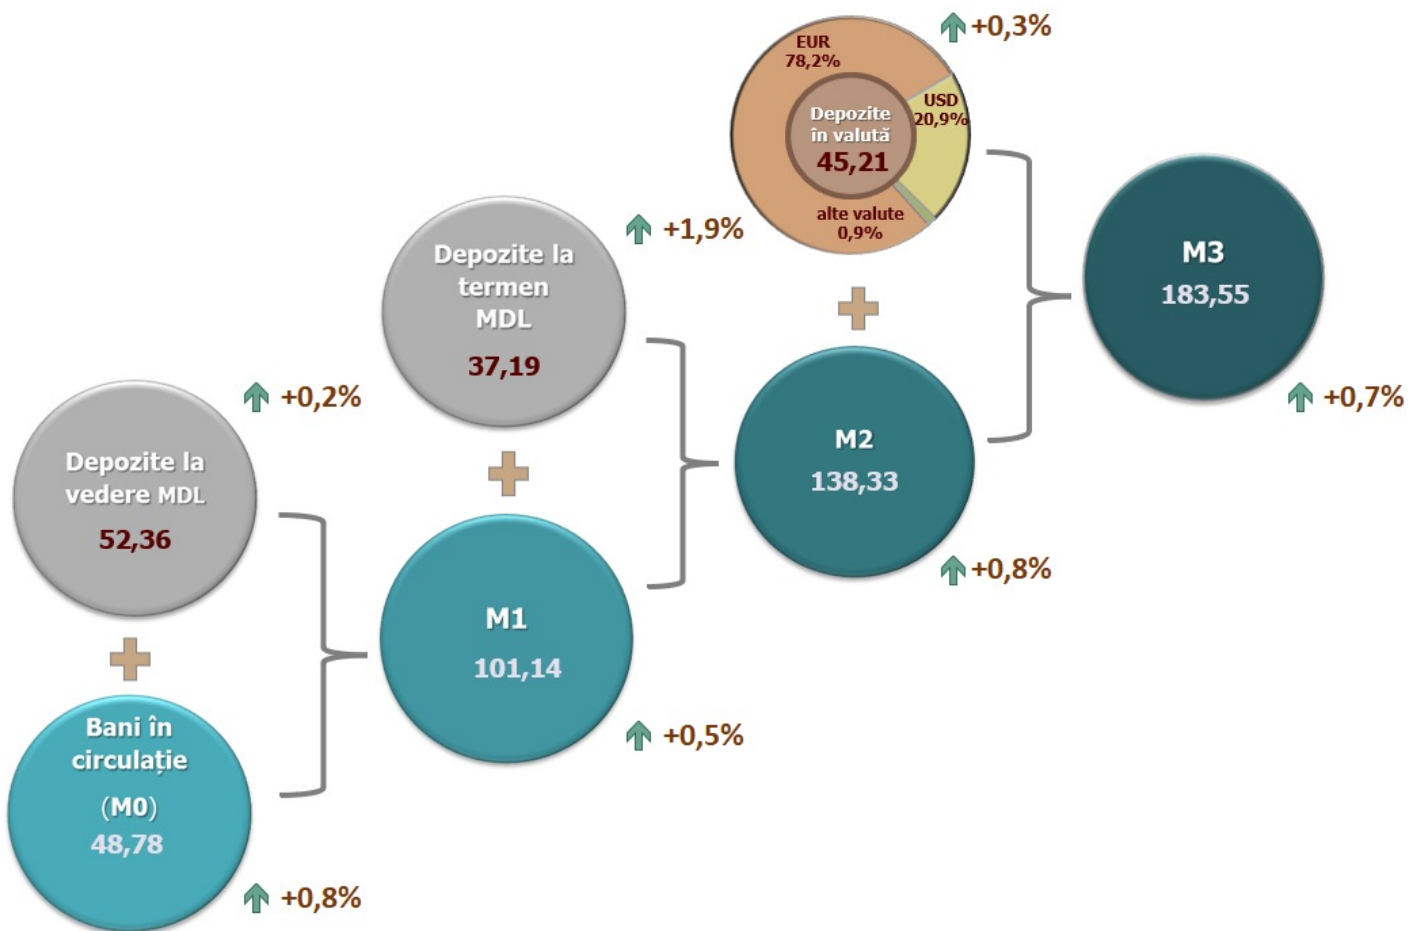 Depozite la
vedere MDL
52,36
+0,2%
Bani în
circulație
(M0)
48,78
+0,8%
Depozite la
termen
MDL
37,19
+1,9%
M1
101,14
+0,5%
EUR
78,2%
USD
20,9%
alte valute
0,9%
Depozite
în valută
45,21
+0,3%
M2
138,33
+0,8%
M3
183,55
+0,7%